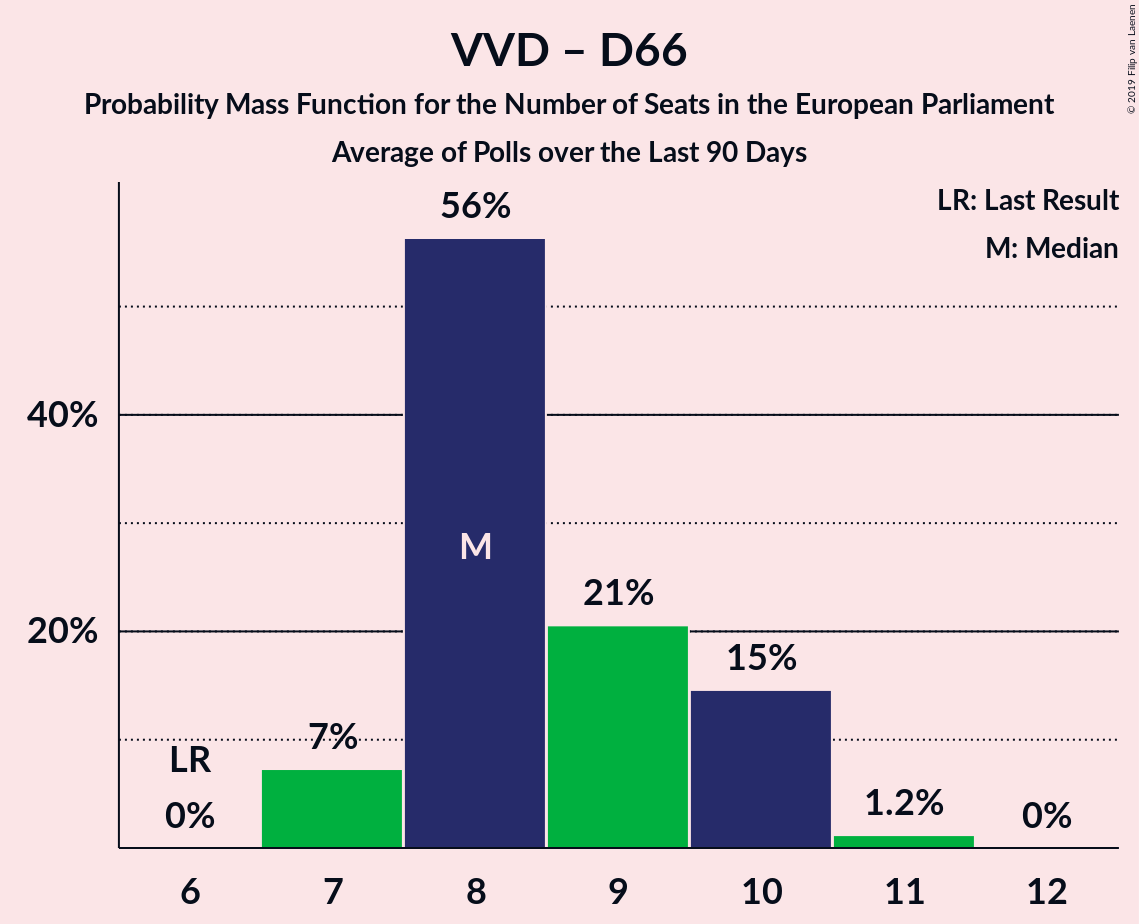 VVD – D66
Probability Mass Function for the Number of Seats in the European Parliament
Average of Polls over the Last 90 Days
© 2019 Filip van Laenen
LR: Last Result
M: Median
56%
40%
M
21%
20%
15%
7%
LR
0%
1.2%
0%
6 7 8 9 10 11 12